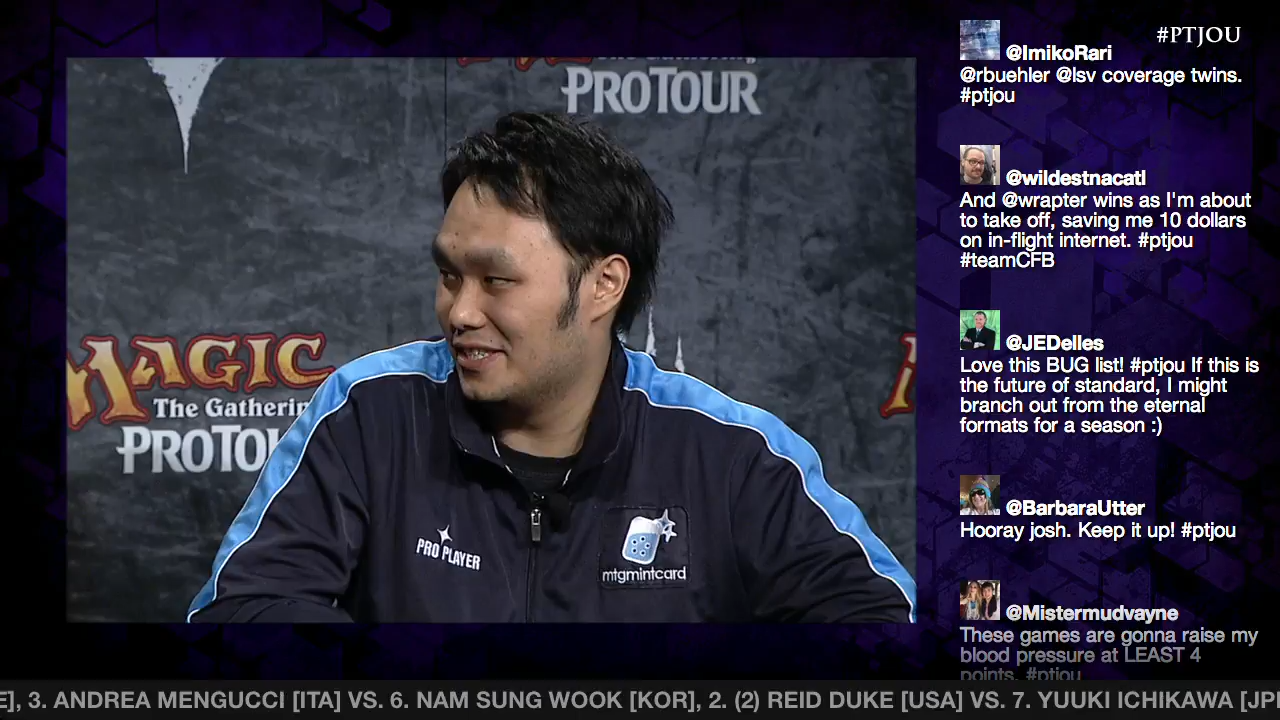 PROTOUR
MAGIC
The Gatherin
PROTOU
PRO PLAYER
mtgmintcard
#PTJOU
@ImikoRari
@rbuehler @lsv coverage twins.
#ptjou
@wildestnacatl
And @wrapter wins as I'm about
to take off, saving me 10 dollars
on in-flight internet. #ptjou
#teamCFB
@JEDelles
Love this BUG list! #ptjou If this is
the future of standard, I might
branch out from the eternal
formats for a season :)
@BarbaraUtter
Hooray josh. Keep it up! #ptjou
@Mistermudvayne
These games are gonna raise my
blood pressure at LEAST 4
points. #ptjou
E], 3. ANDREA MENGUCCI [ITA] VS. 6. NAM SUNG WOOK [KOR], 2. (2) REID DUKE [USA] VS. 7. YUUKI ICHIKAWA [JP